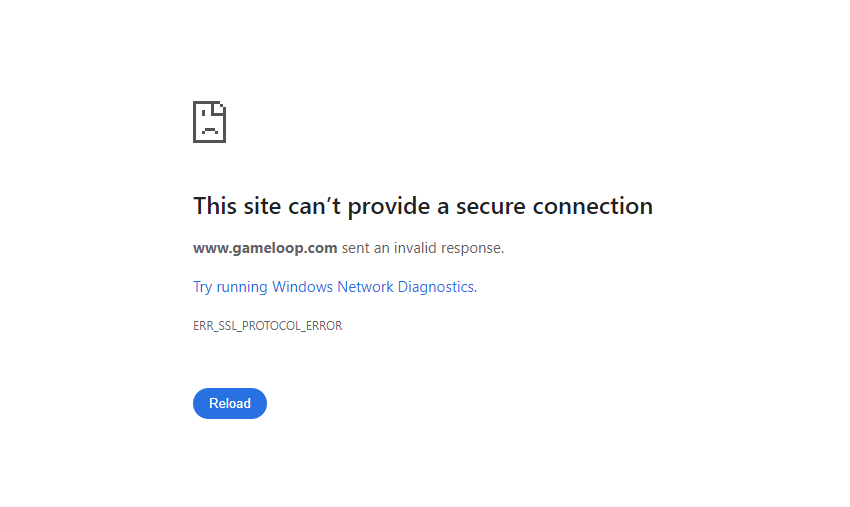 This site can’t provide a secure connection
www.gameloop.com sent an invalid response.
Try running Windows Network Diagnostics.
ERR_SSL_PROTOCOL_ERROR
Reload